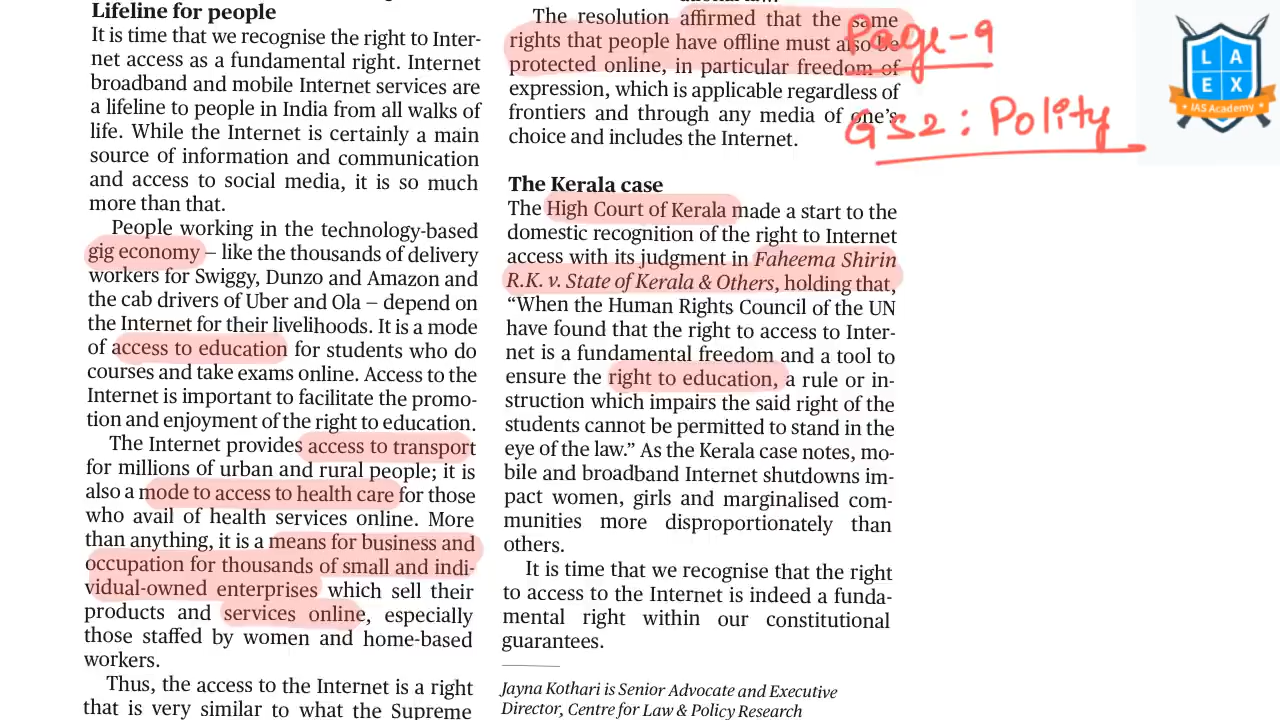 Lifeline for people
It is time that we recognise the right to Inter-
net access as a fundamental right. Internet
broadband and mobile Internet services are
a lifeline to people in India from all walks of
life. While the Internet is certainly a main
source of information and communication
and access to social media, it is so much
more than that.
People working in the technology-based
gig economy — like the thousands of delivery
workers for Swiggy, Dunzo and Amazon and
the cab drivers of Uber and Ola — depend on
the Internet for their livelihoods. It is a mode
of access to education for students who do
courses and take exams online. Access to the
Internet is important to facilitate the promo-
tion and enjoyment of the right to education.
The Internet provides access to transport
for millions of urban and rural people; it is
also a mode to access to health care for those
who avail of health services online. More
than anything, it is a means for business and
occupation for thousands of small and indi-
vidual-owned enterprises which sell their
products and services online, especially
those staffed by women and home-based
workers.
Thus, the access to the Internet is a right
that is very similar to what the Supreme
The resolution affirmed that the same
rights that people have offline must also be
protected online, in particular freedom of
expression, which is applicable regardless of
frontiers and through any media of one's
choice and includes the Internet.
The Kerala case
The High Court of Kerala made a start to the
domestic recognition of the right to Internet
access with its judgment in Faheema Shirin
R.K. v. State of Kerala & Others, holding that,
“When the Human Rights Council of the UN
have found that the right to access to Inter-
net is a fundamental freedom and a tool to
ensure the right to education, a rule or in-
struction which impairs the said right of the
students cannot be permitted to stand in the
eye of the law.” As the Kerala case notes, mo-
bile and broadband Internet shutdowns im-
pact women, girls and marginalised com-
munities more disproportionately than
others.
It is time that we recognise that the right
to access to the Internet is indeed a funda-
mental right within our constitutional
guarantees.
Jayna Kothari is Senior Advocate and Executive
Director, Centre for Law & Policy Research
Page-9
GS2 : Polity
L A
E X
IAS Academy